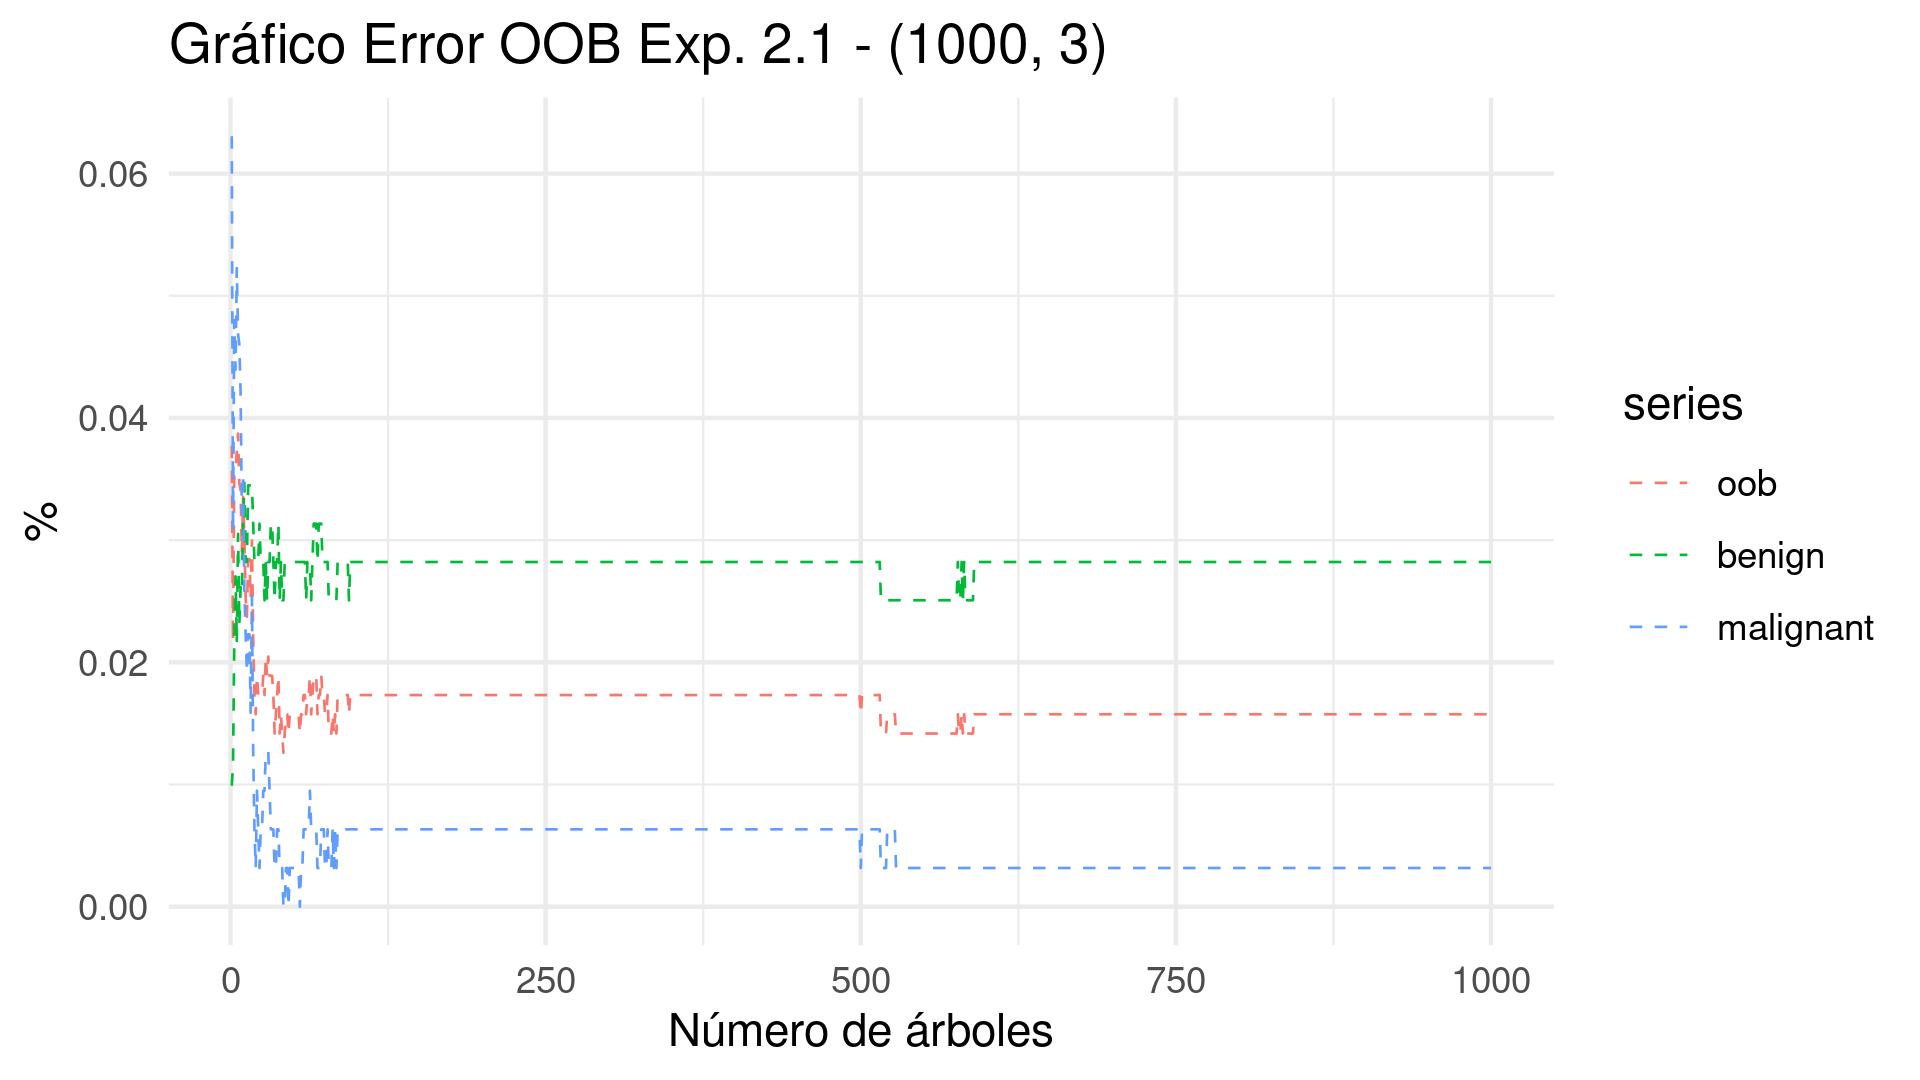 Gráfico Error OOB Exp. 2.1 - (1000, 3)
%
0.06
0.04
0.02
0.00
0 250 500 750 1000
Número de árboles
series
oob
benign
malignant